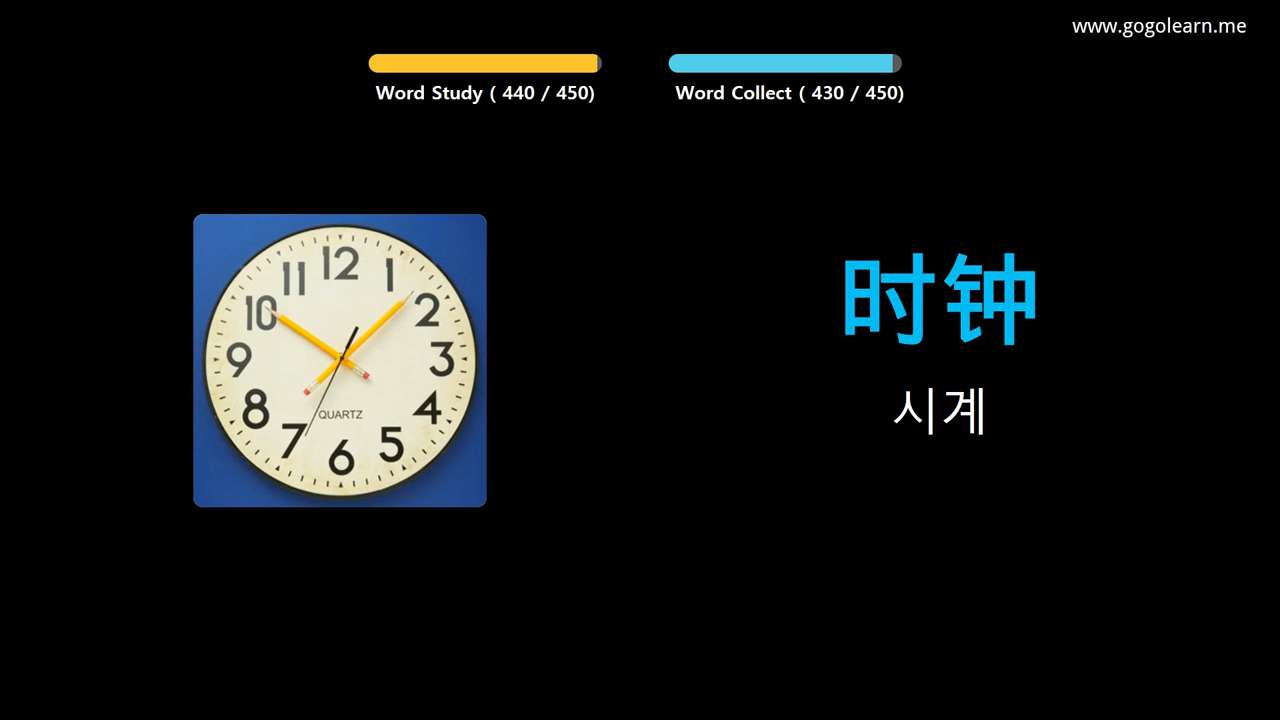 www.gogolearn.me
Word Study ( 440 / 450)
Word Collect ( 430 / 450)
12
11
1
10
2
9
3
8
4
QUARTZ
7
5
6
时钟
시계